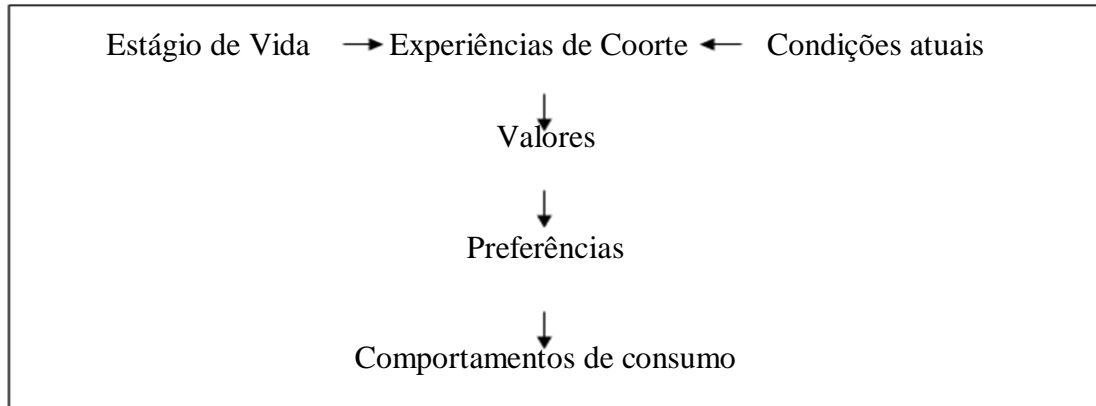 Estágio de Vida Experiências de Coorte Condições atuais
Valores
Preferências
Comportamentos de consumo